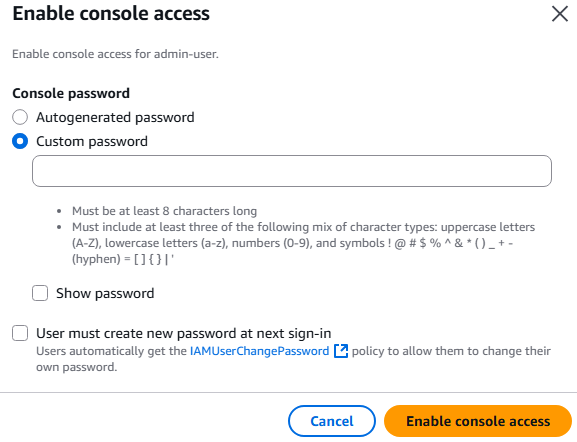 Enable console access
Enable console access for admin-user.
Console password
Autogenerated password
Custom password
• Must be at least 8 characters long
• Must include at least three of the following mix of character types: uppercase letters
(A-Z), lowercase letters (a-z), numbers (0-9), and symbols ! @ # $ % ^ & * ( ) _ + -
(hyphen) = [ ] { } | '
Show password
User must create new password at next sign-in
Users automatically get the IAMUserChangePassword policy to allow them to change their
own password.
Cancel
Enable console access